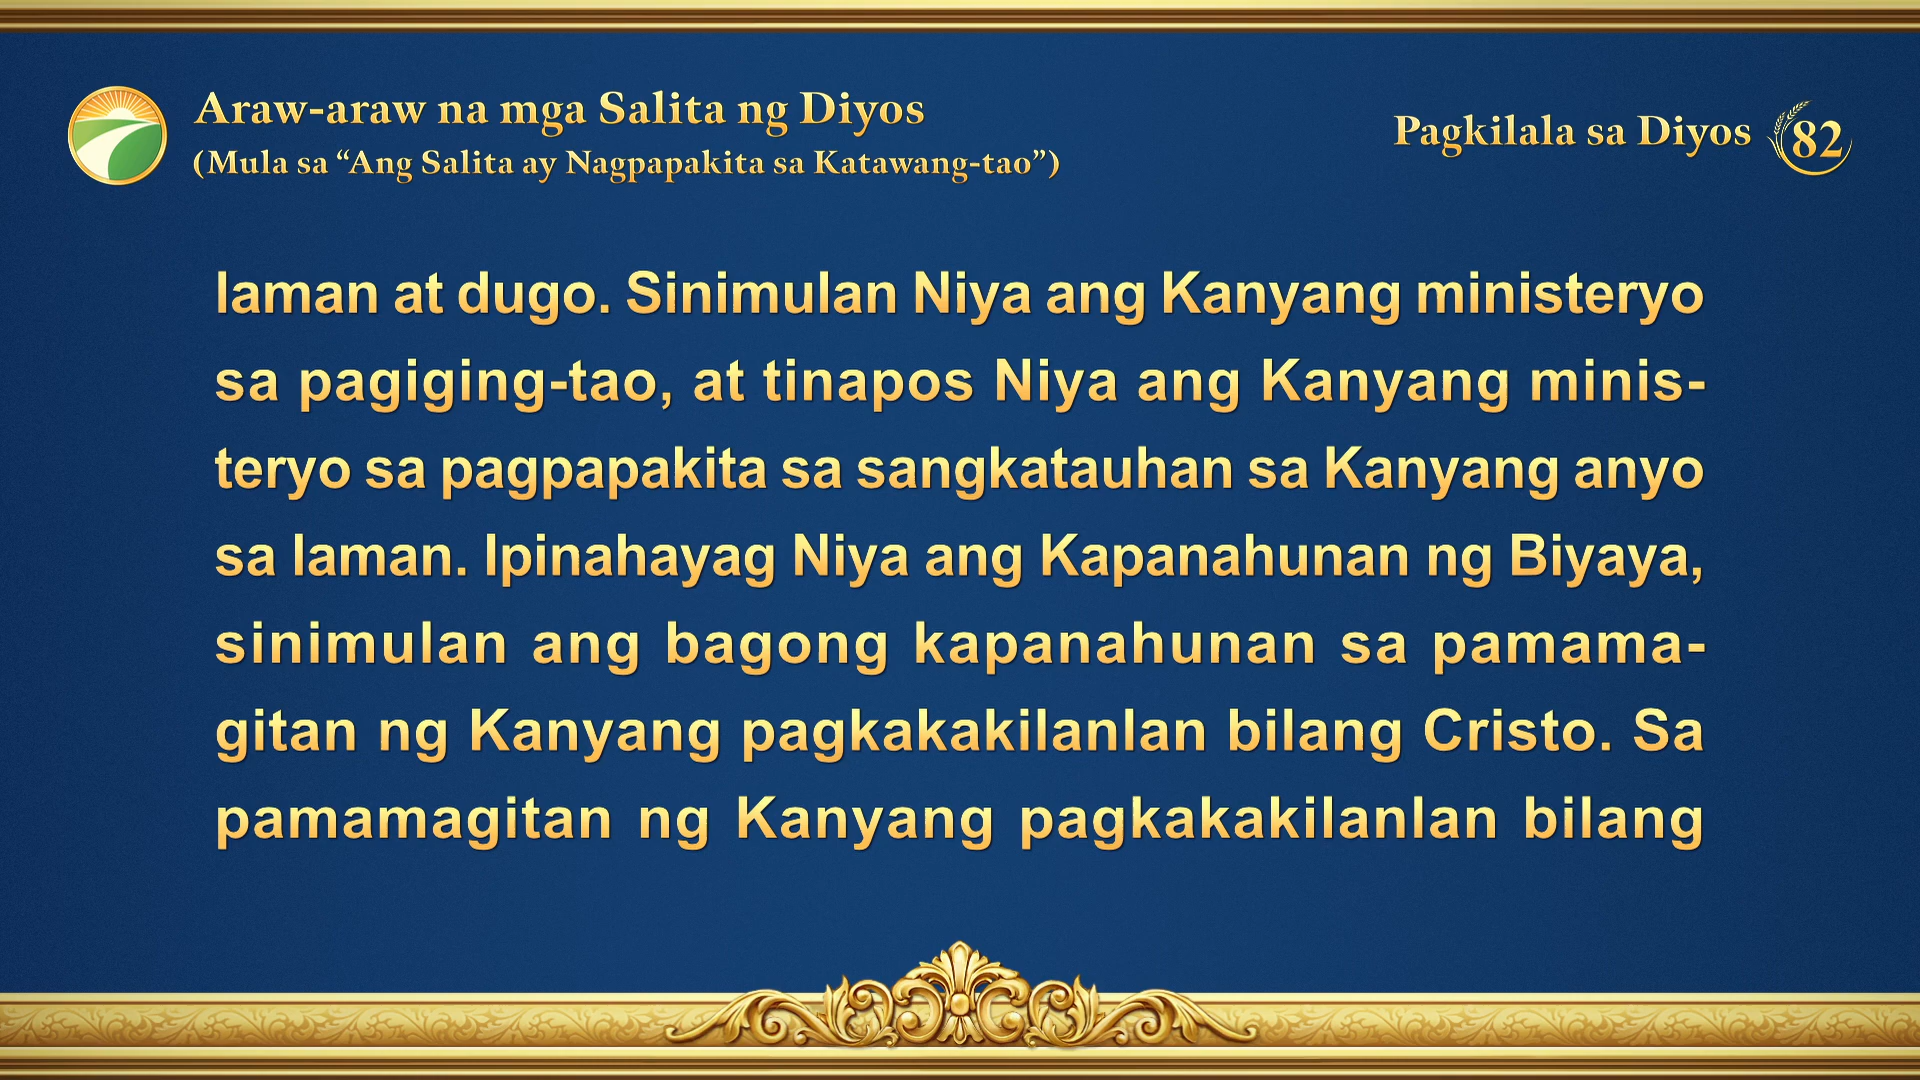 Araw-araw na mga Salita ng Diyos
(Mula sa “Ang Salita ay Nagpapakita sa Katawang-tao”)
Pagkilala sa Diyos 82
laman at dugo. Sinimulan Niya ang Kanyang ministeryo
sa pagiging-tao, at tinapos Niya ang Kanyang minis-
teryo sa pagpapakita sa sangkatauhan sa Kanyang anyo
sa laman. Ipinahayag Niya ang Kapanahunan ng Biyaya,
sinimulan ang bagong kapanahunan sa pamama-
gitan ng Kanyang pagkakakilanlan bilang Cristo. Sa
pamamagitan ng Kanyang pagkakakilanlan bilang